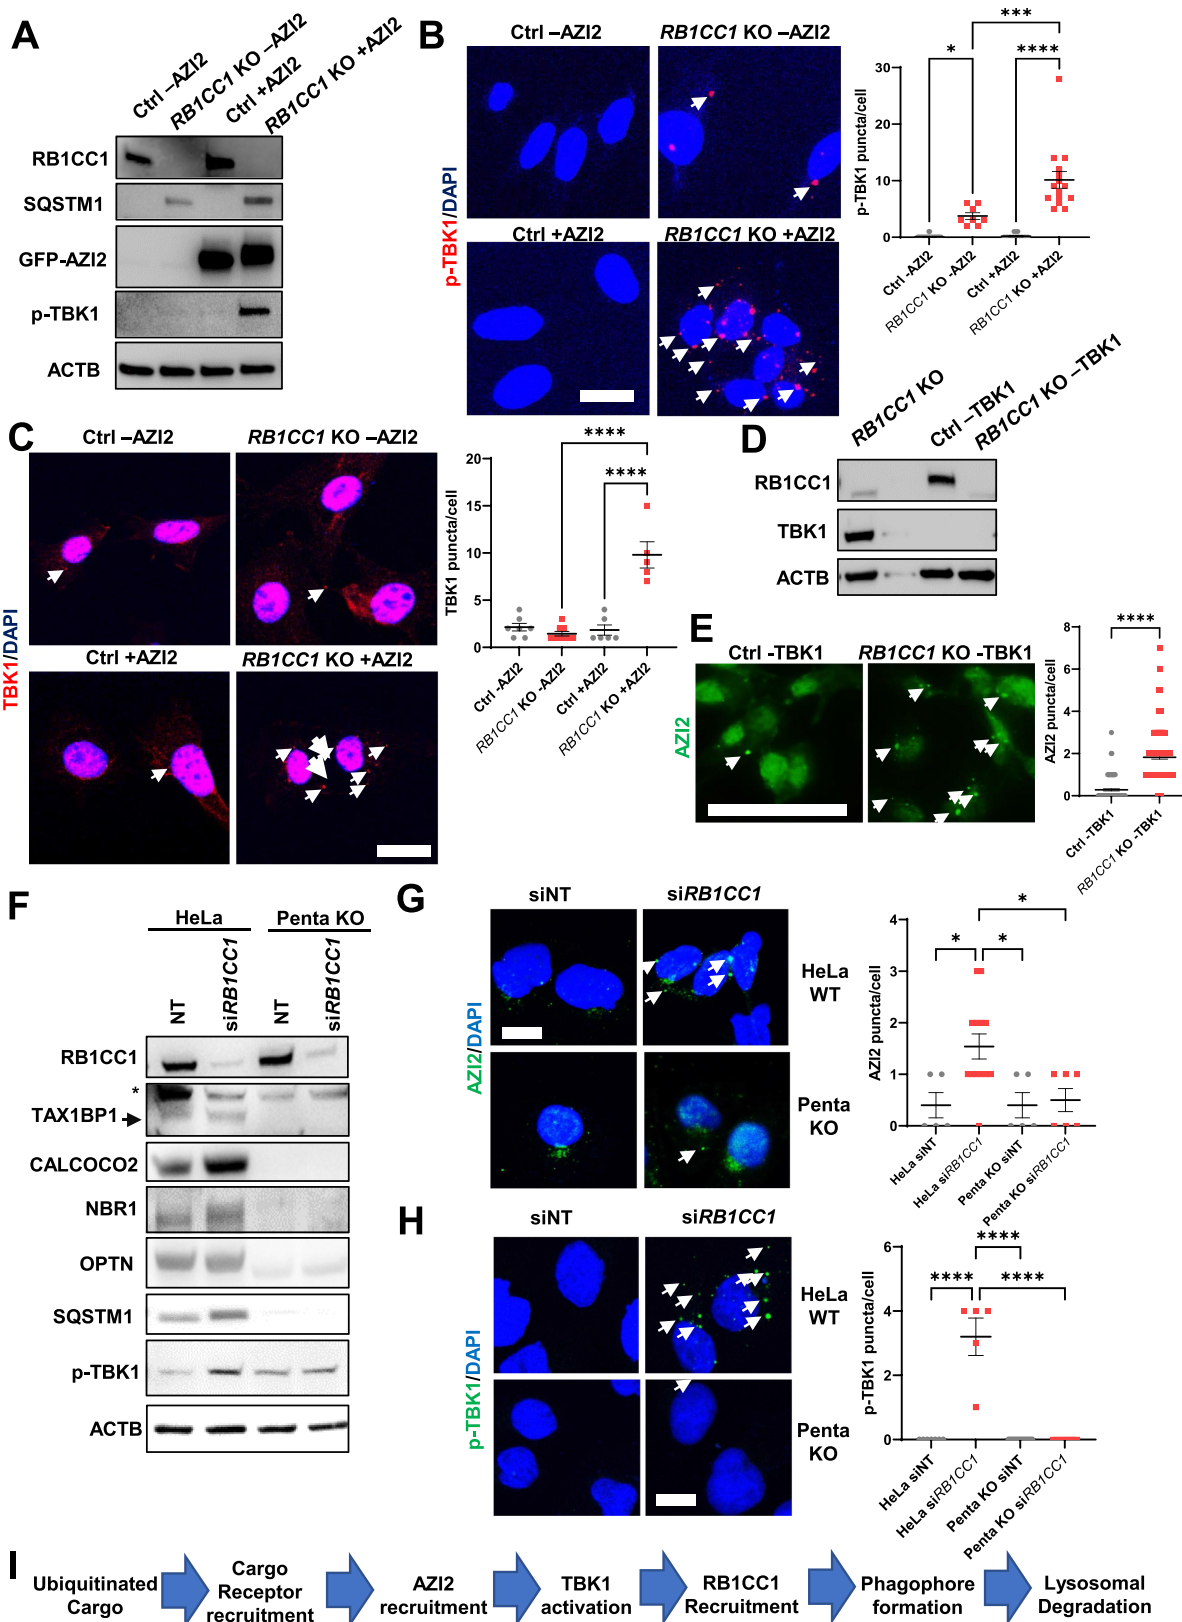 A
Ctrl –AZI2
RB1CC1 KO –AZI2
Ctrl +AZI2
RB1CC1 KO +AZI2
RB1CC1
SQSTM1
GFP-AZI2
p-TBK1
ACTB
B
Ctrl –AZI2
RB1CC1 KO –AZI2
Ctrl +AZI2
RB1CC1 KO +AZI2
p-TBK1/DAPI
p-TBK1 puncta/cell
30
20
10
0
*
***
****
Ctrl -AZI2
RB1CC1 KO -AZI2
Ctrl +AZI2
RB1CC1 KO +AZI2
C
Ctrl –AZI2
RB1CC1 KO –AZI2
Ctrl +AZI2
RB1CC1 KO +AZI2
TBK1/DAPI
TBK1 puncta/cell
20
15
10
5
0
****
****
Ctrl -AZI2
RB1CC1 KO -AZI2
Ctrl +AZI2
RB1CC1 KO +AZI2
D
RB1CC1 KO
Ctrl –TBK1
RB1CC1 KO –TBK1
RB1CC1
TBK1
ACTB
E
Ctrl -TBK1
RB1CC1 KO -TBK1
AZI2
AZI2 puncta/cell
8
6
4
2
0
****
Ctrl -TBK1
RB1CC1 KO -TBK1
F
HeLa
Penta KO
NT
siRB1CC1
NT
siRB1CC1
RB1CC1
*
TAX1BP1
CALCOCO2
NBR1
OPTN
SQSTM1
p-TBK1
ACTB
G
siNT
siRB1CC1
HeLa
WT
Penta
KO
AZI2/DAPI
AZI2 puncta/cell
4
3
2
1
0
*
*
*
HeLa siNT
HeLa siRB1CC1
Penta KO siNT
Penta KO siRB1CC1
H
siNT
siRB1CC1
HeLa
WT
Penta
KO
p-TBK1/DAPI
p-TBK1 puncta/cell
6
4
2
0
****
****
****
HeLa siNT
HeLa siRB1CC1
Penta KO siNT
Penta KO siRB1CC1
I
Ubiquitinated
Cargo
Cargo
Receptor
recruitment
AZI2
recruitment
TBK1
activation
RB1CC1
Recruitment
Phagophore
formation
Lysosomal
Degradation